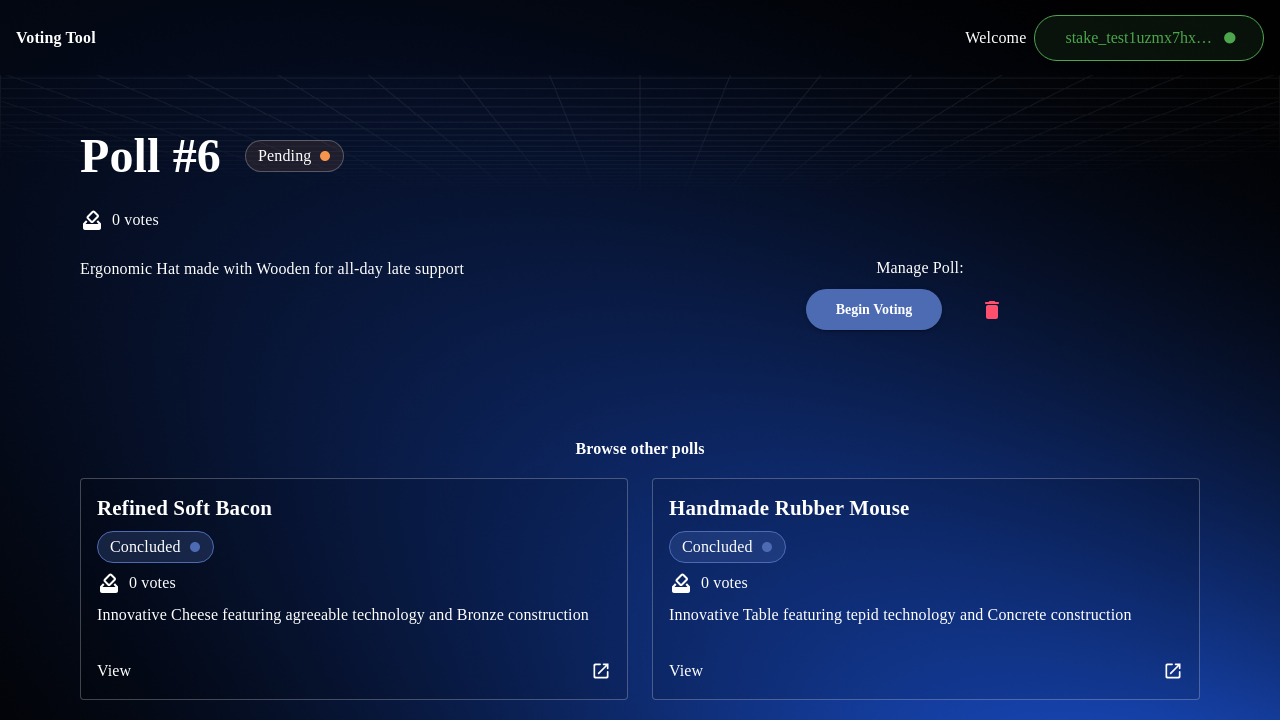 Voting Tool
Welcome
stake_test1uzmx7hx…
Poll #6
Pending
0 votes
Ergonomic Hat made with Wooden for all-day late support
Manage Poll:
Begin Voting
Browse other polls
Refined Soft Bacon
Concluded
0 votes
Innovative Cheese featuring agreeable technology and Bronze construction
View
Handmade Rubber Mouse
Concluded
0 votes
Innovative Table featuring tepid technology and Concrete construction
View